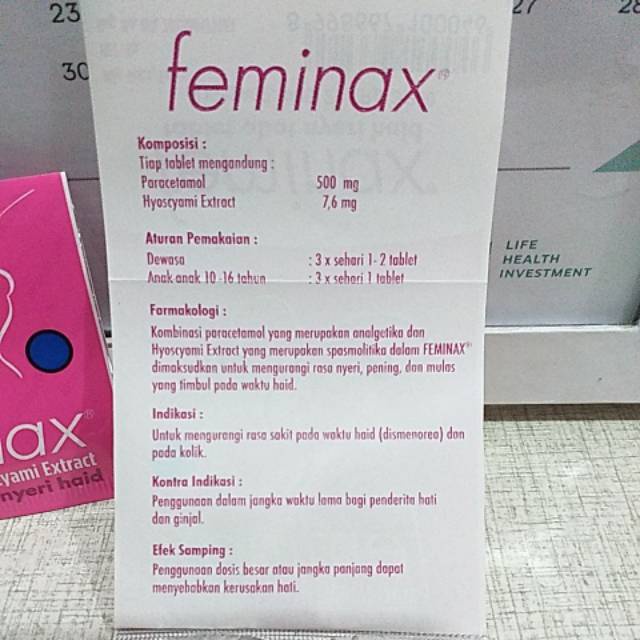 23
30
27
28
feminax®
Komposisi :
Tiap tablet mengandung :
Paracetamol 500 mg
Hyoscyami Extract 7,6 mg
Aturan Pemakaian :
Dewasa : 3 x sehari 1- 2 tablet
Anak anak 10 -16 tahun : 3 x sehari 1 tablet
Farmakologi :
Kombinasi paracetamol yang merupakan analgetika dan
Hyoscyami Extract yang merupakan spasmolitika dalam FEMINAX®
dimaksudkan untuk mengurangi rasa nyeri, pening, dan mulas
yang timbul pada waktu haid.
Indikasi :
Untuk mengurangi rasa sakit pada waktu haid (dismenorea) dan
pada kolik.
Kontra Indikasi :
Penggunaan dalam jangka waktu lama bagi penderita hati
dan ginjal.
Efek Samping :
Penggunaan dosis besar atau jangka panjang dapat
menyebabkan kerusakan hati.
LIFE
HEALTH
INVESTMENT
ax®
cyami Extract
nyeri haid